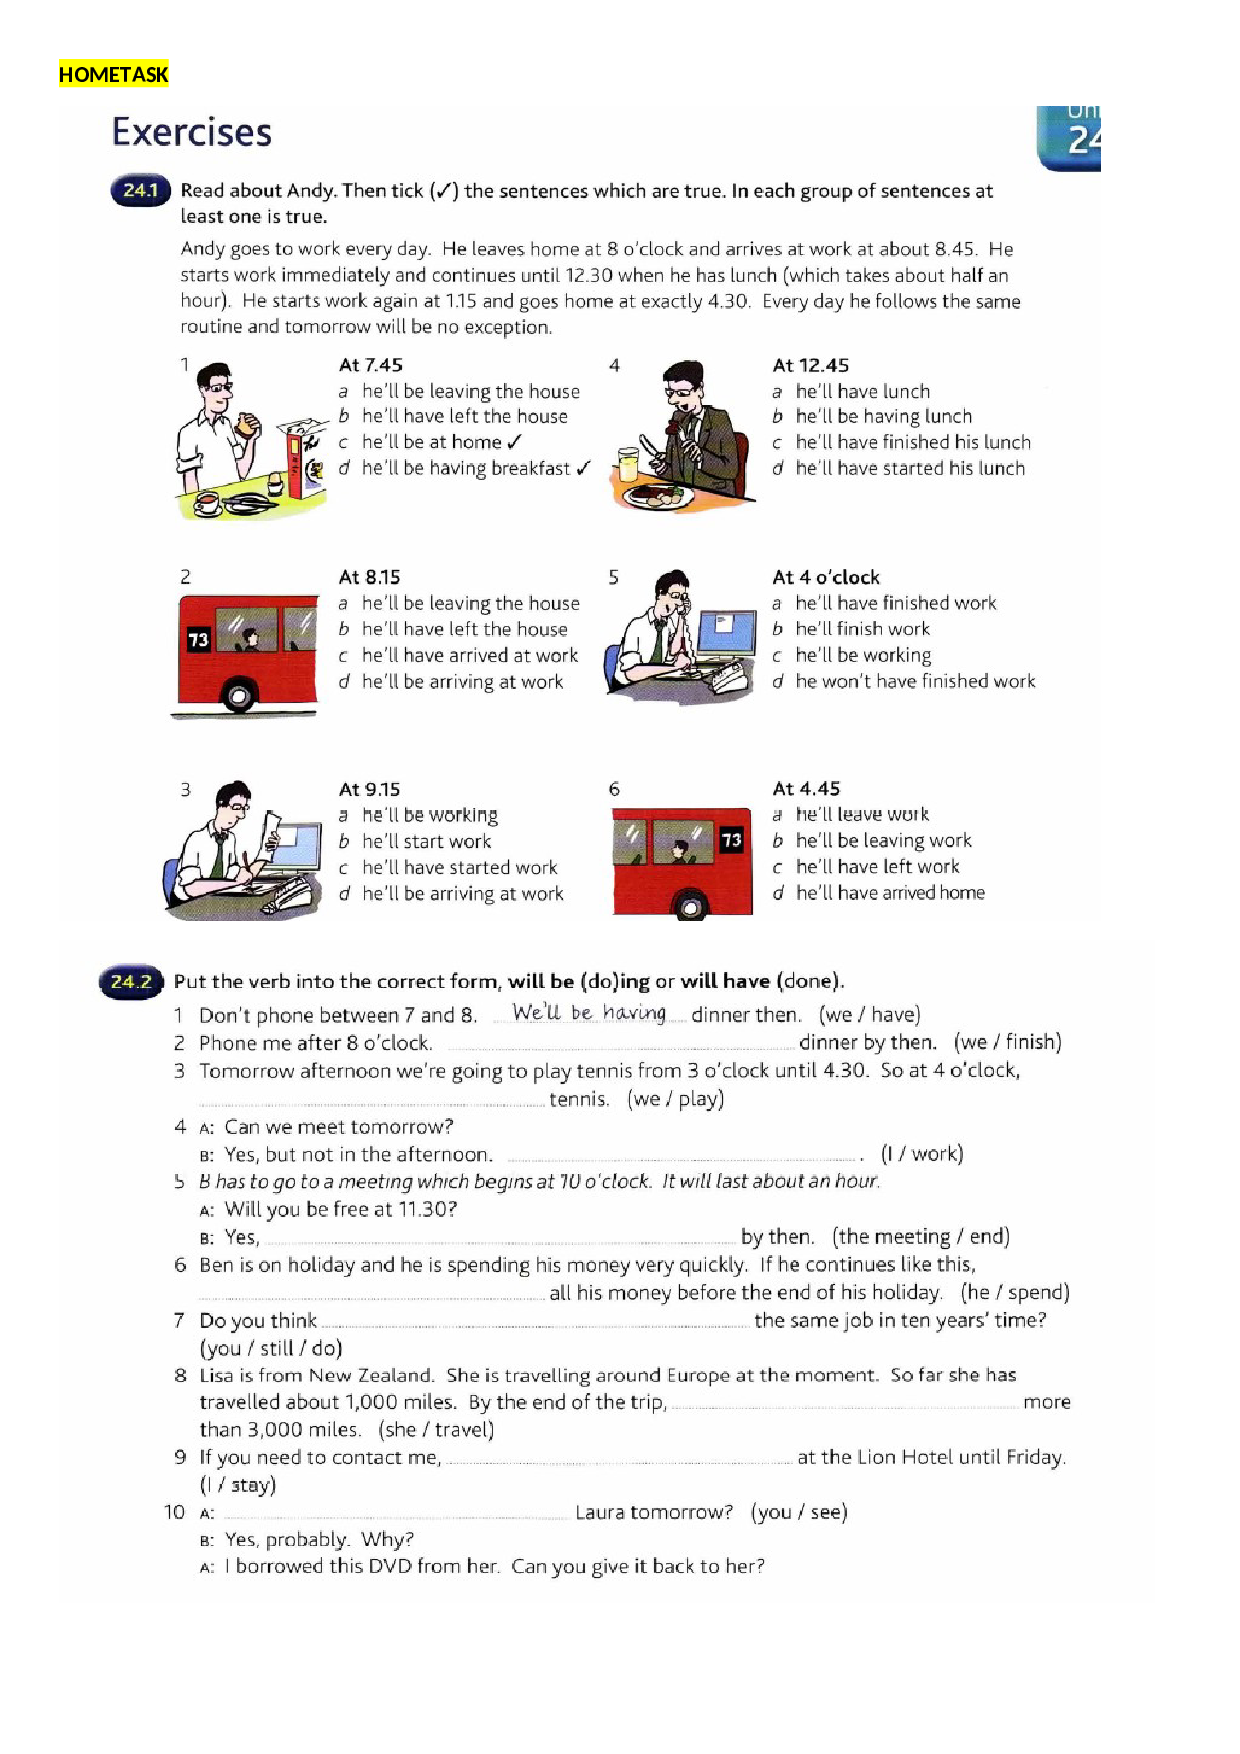 HOMETASK
Exercises
24
24.1 Read about Andy. Then tick (✓) the sentences which are true. In each group of sentences at
least one is true.
Andy goes to work every day. He leaves home at 8 o'clock and arrives at work at about 8.45. He
starts work immediately and continues until 12.30 when he has lunch (which takes about half an
hour). He starts work again at 1.15 and goes home at exactly 4.30. Every day he follows the same
routine and tomorrow will be no exception.
1 At 7.45
a he'll be leaving the house
b he'll have left the house
c he'll be at home ✓
d he'll be having breakfast ✓
4 At 12.45
a he'll have lunch
b he'll be having lunch
c he'll have finished his lunch
d he'll have started his lunch
2 At 8.15
73
a he'll be leaving the house
b he'll have left the house
c he'll have arrived at work
d he'll be arriving at work
5 At 4 o'clock
a he'll have finished work
b he'll finish work
c he'll be working
d he won't have finished work
3 At 9.15
a he'll be working
b he'll start work
c he'll have started work
d he'll be arriving at work
6 At 4.45
73
a he'll leave work
b he'll be leaving work
c he'll have left work
d he'll have arrived home
24.2 Put the verb into the correct form, will be (do)ing or will have (done).
1 Don't phone between 7 and 8. We'll be having dinner then. (we / have)
2 Phone me after 8 o'clock. dinner by then. (we / finish)
3 Tomorrow afternoon we're going to play tennis from 3 o'clock until 4.30. So at 4 o'clock,
tennis. (we / play)
4 A: Can we meet tomorrow?
B: Yes, but not in the afternoon. . (I / work)
5 B has to go to a meeting which begins at 10 o'clock. It will last about an hour.
A: Will you be free at 11.30?
B: Yes, by then. (the meeting / end)
6 Ben is on holiday and he is spending his money very quickly. If he continues like this,
all his money before the end of his holiday. (he / spend)
7 Do you think the same job in ten years' time?
(you / still / do)
8 Lisa is from New Zealand. She is travelling around Europe at the moment. So far she has
travelled about 1,000 miles. By the end of the trip, more
than 3,000 miles. (she / travel)
9 If you need to contact me, at the Lion Hotel until Friday.
(I / stay)
10 A: Laura tomorrow? (you / see)
B: Yes, probably. Why?
A: I borrowed this DVD from her. Can you give it back to her?